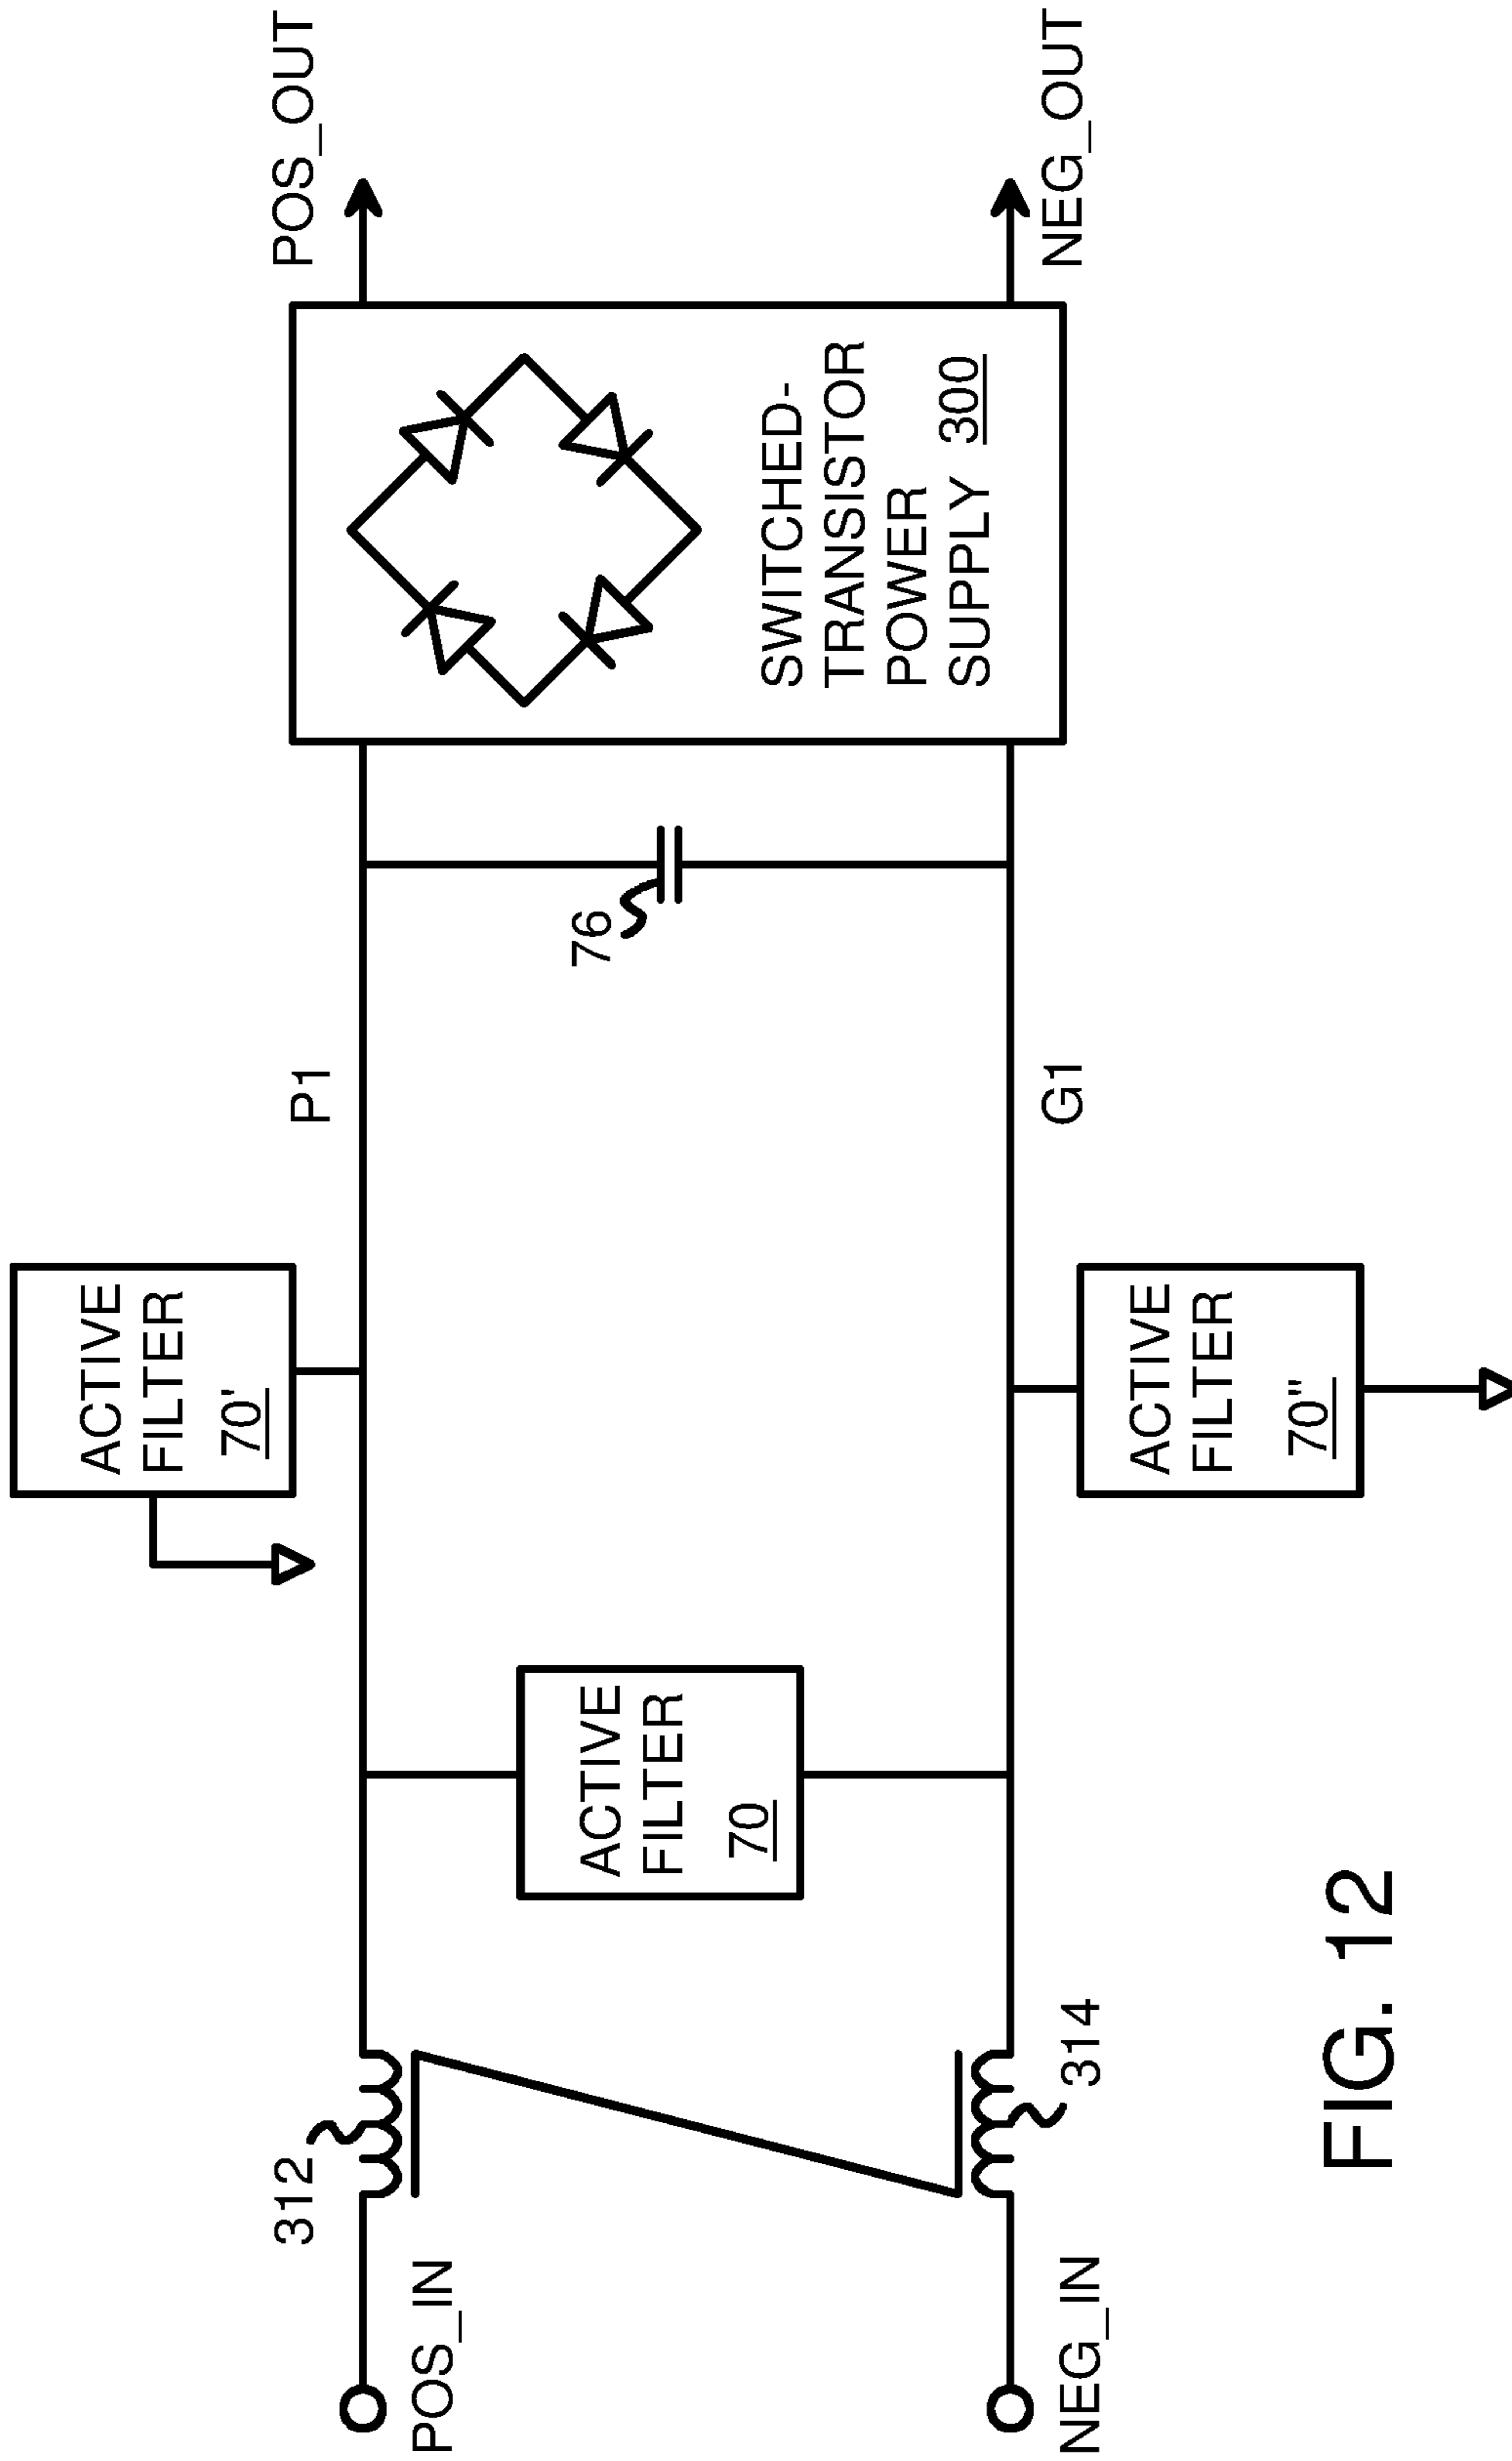 ACTIVE
FILTER
70'
312
P1
POS_OUT
POS_IN
ACTIVE
FILTER
70
76
SWITCHED-
TRANSISTOR
POWER
SUPPLY 300
314
G1
NEG_OUT
NEG_IN
ACTIVE
FILTER
70"
FIG. 12